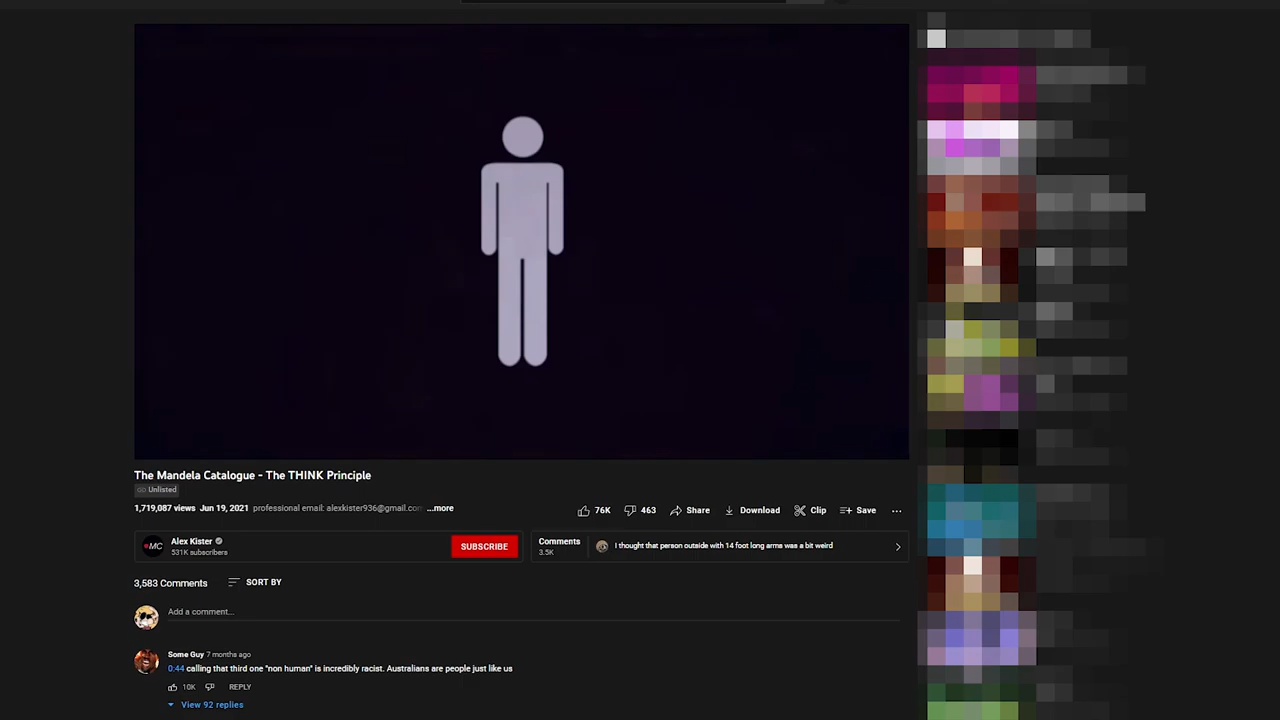 The Mandela Catalogue - The THINK Principle
Unlisted
1,719,087 views Jun 19, 2021 professional email: alexkister936@gmail.com ...more
76K 463 Share Download Clip Save
MC
Alex Kister
531K subscribers
SUBSCRIBE
Comments
3.5K
I thought that person outside with 14 foot long arms was a bit weird
3,583 Comments SORT BY
Add a comment...
Some Guy 7 months ago
0:44 calling that third one "non human" is incredibly racist. Australians are people just like us
10K REPLY
View 92 replies